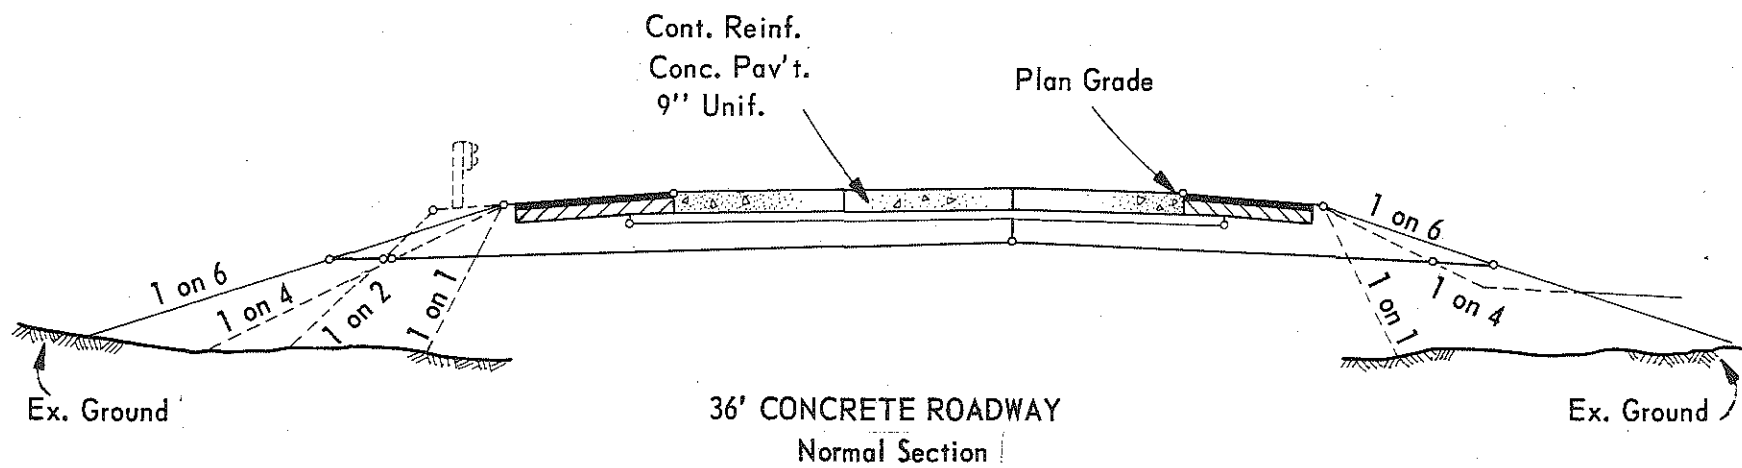 Cont. Reinf.
Conc. Pav't.
9'' Unif.
Plan Grade
1 on 6
1 on 4
1 on 2
1 on 1
1 on 6
1 on 4
1 on 1
Ex. Ground
36' CONCRETE ROADWAY
Normal Section
Ex. Ground